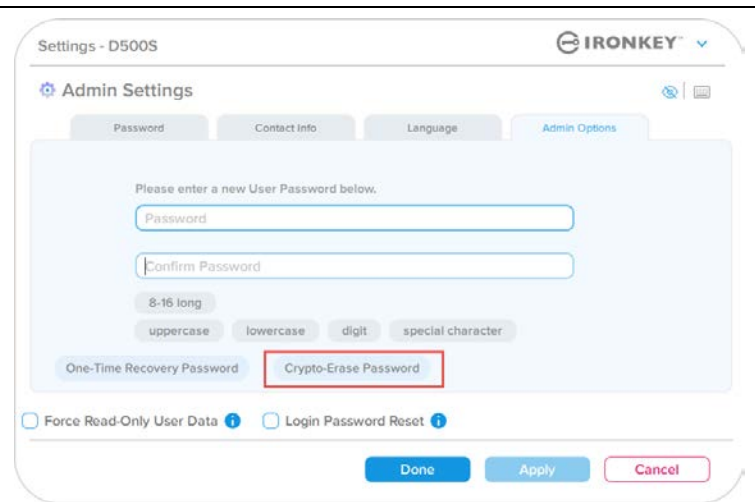 Settings - D500S
IRONKEY
Admin Settings
Password Contact Info Language Admin Options
Please enter a new User Password below.
Password
Confirm Password
8-16 long
uppercase lowercase digit special character
One-Time Recovery Password Crypto-Erase Password
Force Read-Only User Data Login Password Reset
Done Apply Cancel